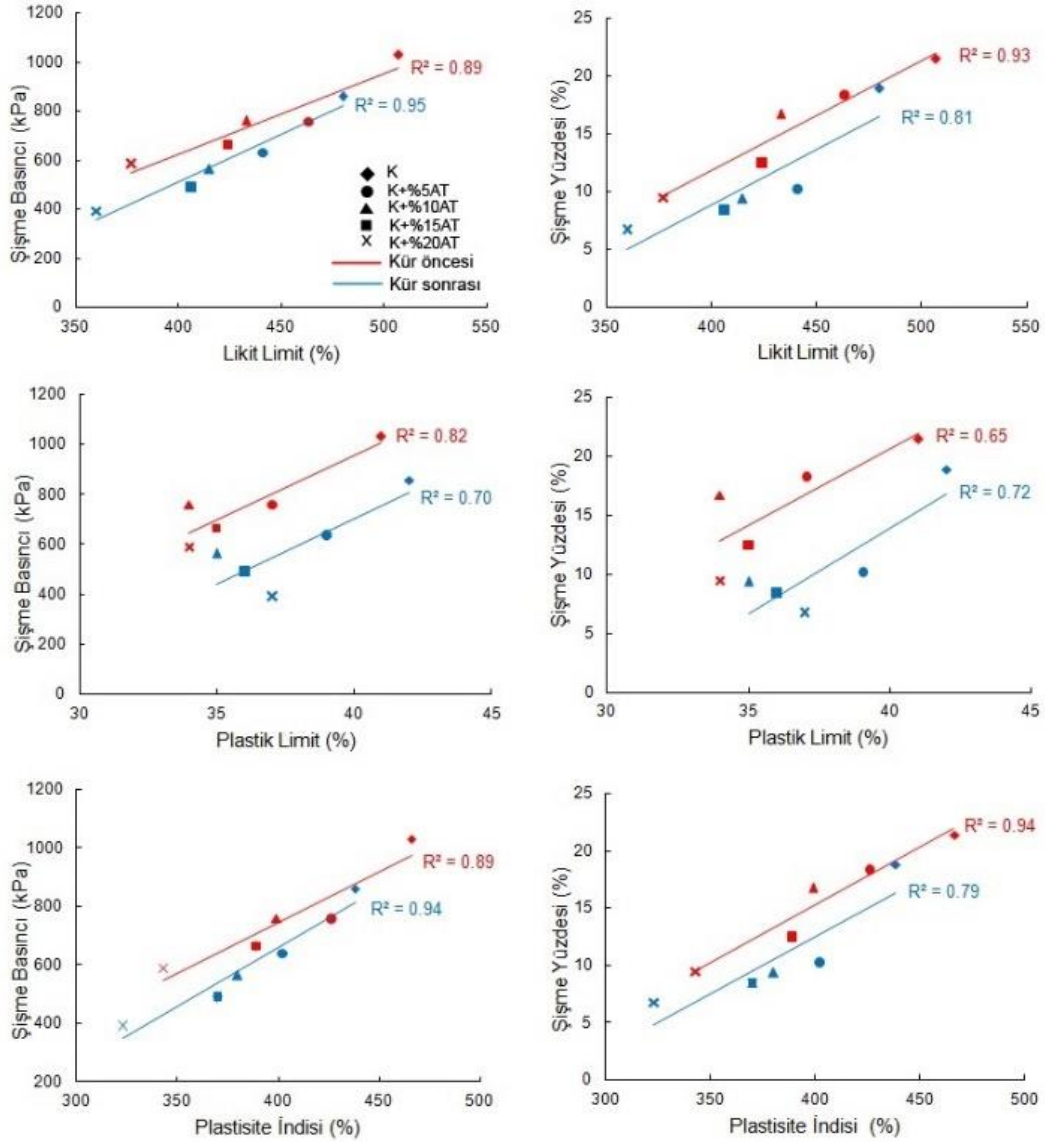 1200
1000
800
600
400
200
0
Şişme Basıncı (kPa)
R² = 0.89
R² = 0.95
K
K+%5AT
K+%10AT
K+%15AT
K+%20AT
Kür öncesi
Kür sonrası
350 400 450 500 550
Likit Limit (%)
25
20
15
10
5
0
Şişme Yüzdesi (%)
R² = 0.93
R² = 0.81
350 400 450 500 550
Likit Limit (%)
1200
1000
800
600
400
200
0
Şişme Basıncı (kPa)
R² = 0.82
R² = 0.70
30 35 40 45
Plastik Limit (%)
25
20
15
10
5
0
Şişme Yüzdesi (%)
R² = 0.65
R² = 0.72
30 35 40 45
Plastik Limit (%)
1200
1000
800
600
400
200
Şişme Basıncı (kPa)
R² = 0.89
R² = 0.94
300 350 400 450 500
Plastisite İndisi (%)
25
20
15
10
5
0
Şişme Yüzdesi (%)
R² = 0.94
R² = 0.79
300 350 400 450 500
Plastisite İndisi (%)